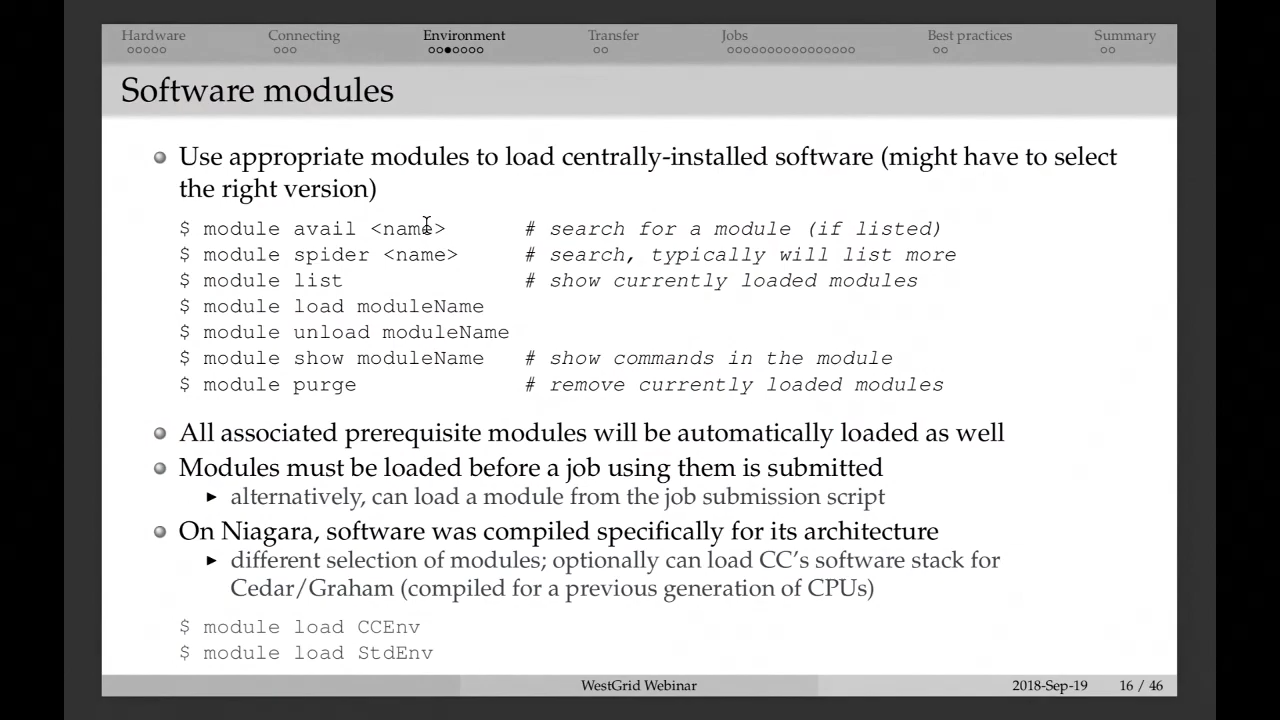 Hardware Connecting Environment Transfer Jobs Best practices Summary
Software modules
Use appropriate modules to load centrally-installed software (might have to select
the right version)
$ module avail <name> # search for a module (if listed)
$ module spider <name> # search, typically will list more
$ module list # show currently loaded modules
$ module load moduleName
$ module unload moduleName
$ module show moduleName # show commands in the module
$ module purge # remove currently loaded modules
All associated prerequisite modules will be automatically loaded as well
Modules must be loaded before a job using them is submitted
alternatively, can load a module from the job submission script
On Niagara, software was compiled specifically for its architecture
different selection of modules; optionally can load CC's software stack for
Cedar/Graham (compiled for a previous generation of CPUs)
$ module load CCEnv
$ module load StdEnv
WestGrid Webinar 2018-Sep-19 16 / 46